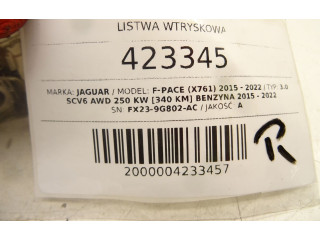 LISTWA WTRYSKOWA
423345
MARKA: JAGUAR / MODEL: F-PACE (X761) 2015 - 2022 / TYP: 3.0
SCV6 AWD 250 KW [340 KM] BENZYNA 2015 - 2022
SN: FX23-9G802-AC / JAKOŚĆ: A
R
2000004233457